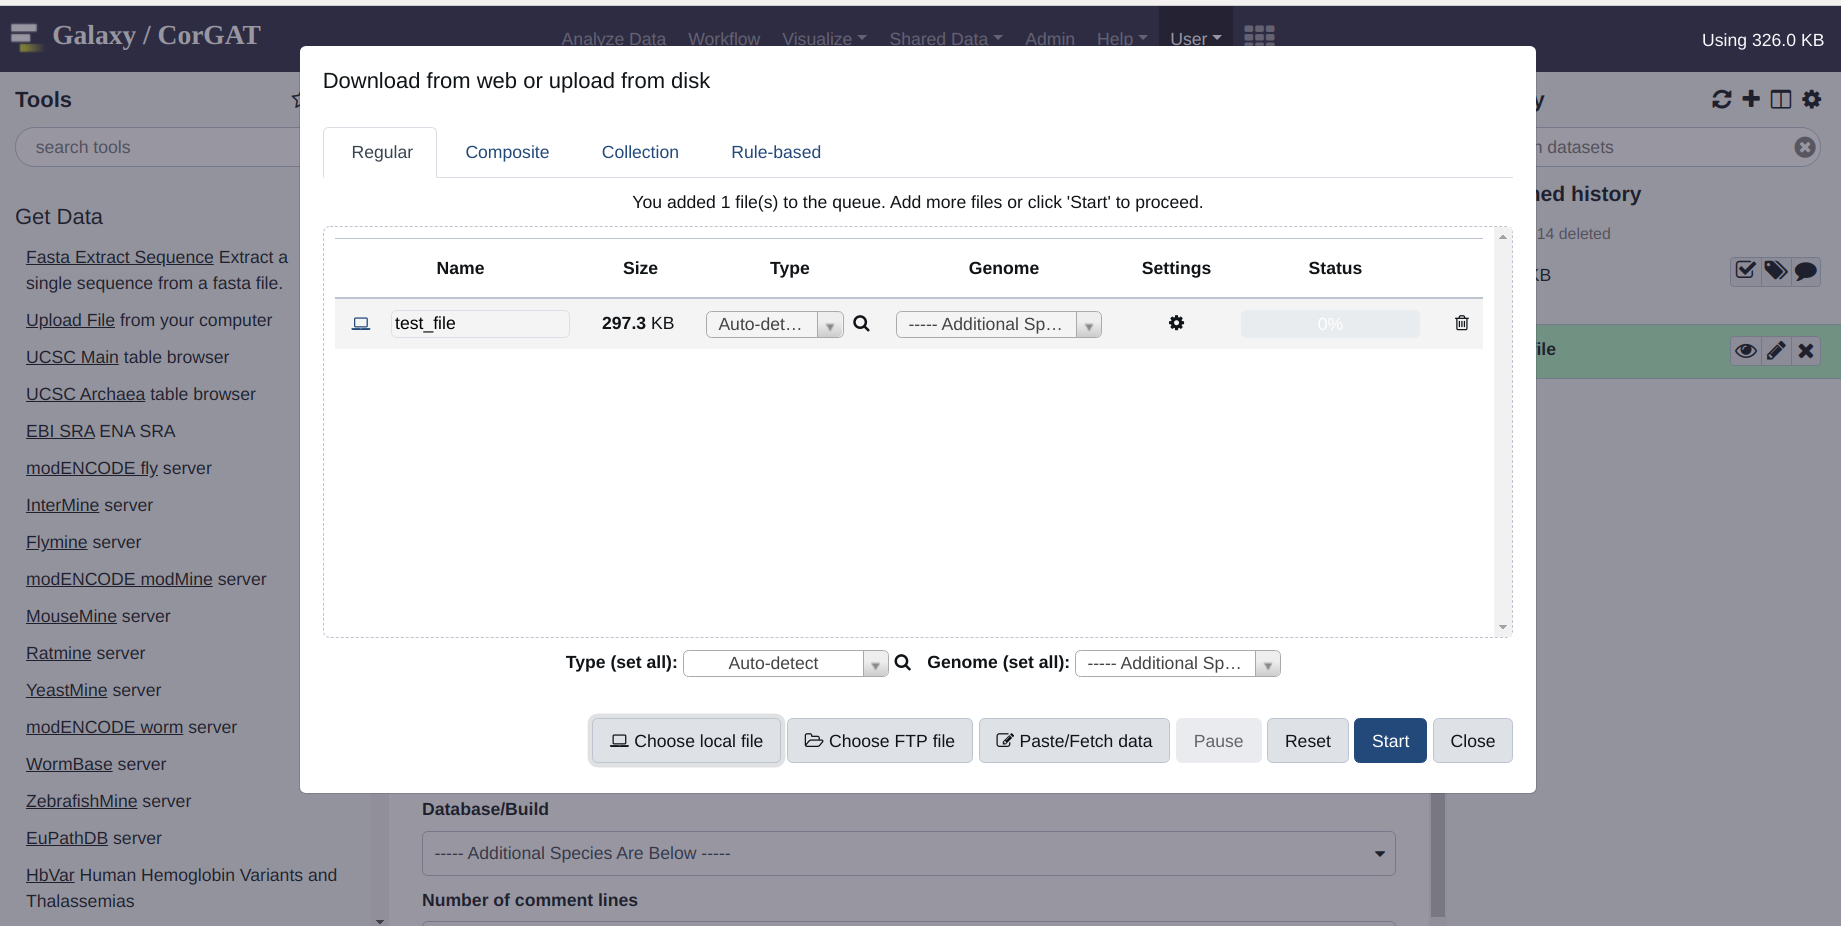 Galaxy / CorGAT
Analyze Data Workflow Visualize Shared Data Admin Help User
Using 326.0 KB
Tools
search tools
Get Data
Fasta Extract Sequence Extract a
single sequence from a fasta file.
Upload File from your computer
UCSC Main table browser
UCSC Archaea table browser
EBI SRA ENA SRA
modENCODE fly server
InterMine server
Flymine server
modENCODE modMine server
MouseMine server
Ratmine server
YeastMine server
modENCODE worm server
WormBase server
ZebrafishMine server
EuPathDB server
HbVar Human Hemoglobin Variants and
Thalassemias
Download from web or upload from disk
Regular Composite Collection Rule-based
You added 1 file(s) to the queue. Add more files or click 'Start' to proceed.
Name Size Type Genome Settings Status
test_file 297.3 KB Auto-det... ----- Additional Sp... 0%
Type (set all): Auto-detect Genome (set all): ----- Additional Sp...
Choose local file Choose FTP file Paste/Fetch data Pause Reset Start Close
Database/Build
----- Additional Species Are Below -----
Number of comment lines
y
n datasets
ned history
14 deleted
KB
ile